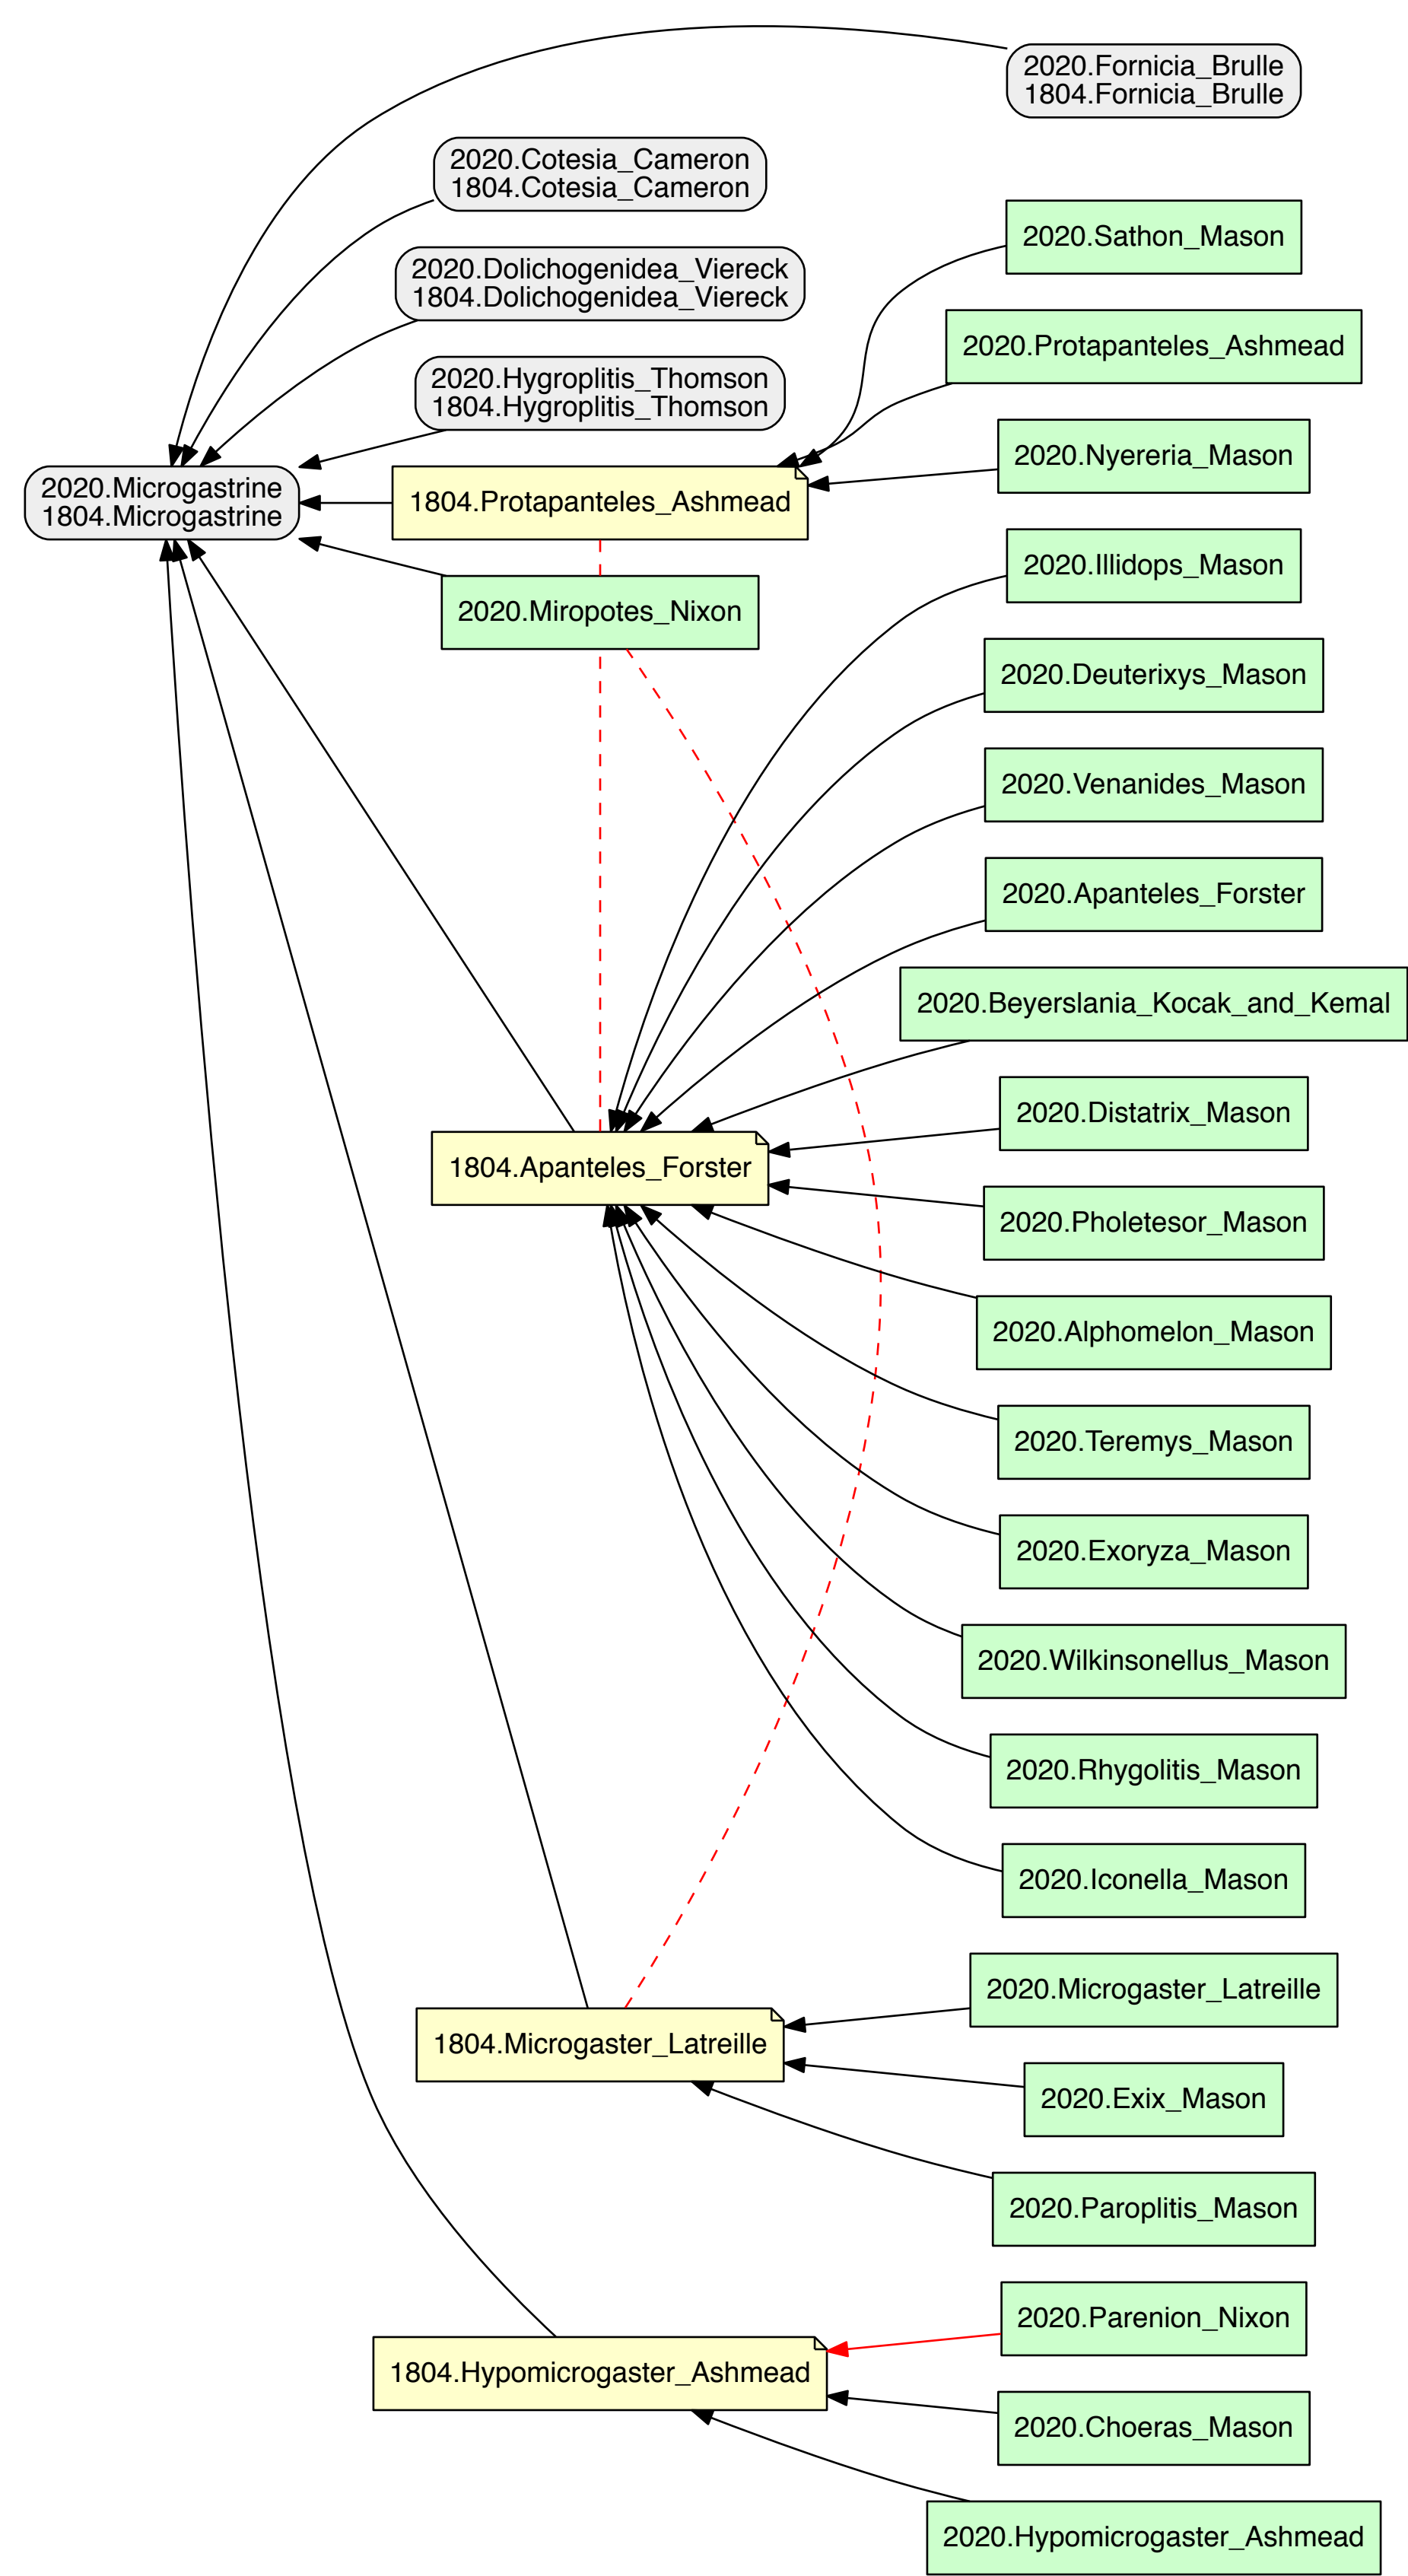 2020.Fornicia_Brulle
1804.Fornicia_Brulle
2020.Cotesia_Cameron
1804.Cotesia_Cameron
2020.Sathon_Mason
2020.Dolichogenidea_Viereck
1804.Dolichogenidea_Viereck
2020.Protapanteles_Ashmead
2020.Hygroplitis_Thomson
1804.Hygroplitis_Thomson
2020.Nyereria_Mason
2020.Microgastrine
1804.Microgastrine
1804.Protapanteles_Ashmead
2020.Illidops_Mason
2020.Miropotes_Nixon
2020.Deuterixys_Mason
2020.Venanides_Mason
2020.Apanteles_Forster
2020.Beyerslania_Kocak_and_Kemal
2020.Distatrix_Mason
1804.Apanteles_Forster
2020.Pholetesor_Mason
2020.Alphomelon_Mason
2020.Teremys_Mason
2020.Exoryza_Mason
2020.Wilkinsonellus_Mason
2020.Rhygolitis_Mason
2020.Iconella_Mason
2020.Microgaster_Latreille
1804.Microgaster_Latreille
2020.Exix_Mason
2020.Paroplitis_Mason
2020.Parenion_Nixon
1804.Hypomicrogaster_Ashmead
2020.Choeras_Mason
2020.Hypomicrogaster_Ashmead